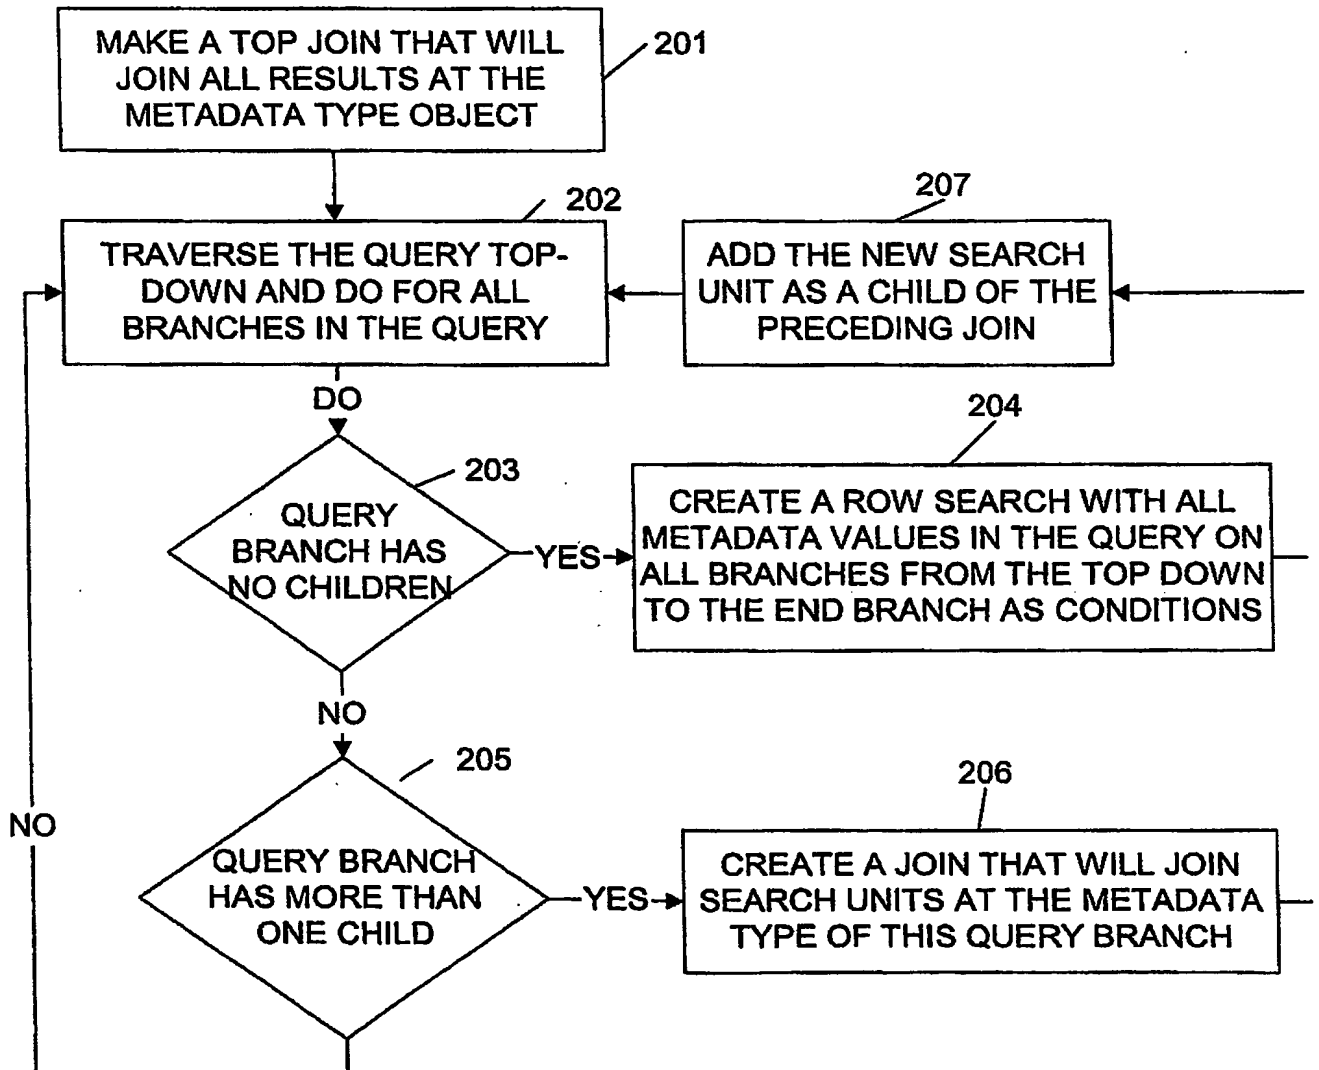 MAKE A TOP JOIN THAT WILL
JOIN ALL RESULTS AT THE
METADATA TYPE OBJECT
201
202
TRAVERSE THE QUERY TOP-
DOWN AND DO FOR ALL
BRANCHES IN THE QUERY
207
ADD THE NEW SEARCH
UNIT AS A CHILD OF THE
PRECEDING JOIN
DO
203
QUERY
BRANCH HAS
NO CHILDREN
YES
204
CREATE A ROW SEARCH WITH ALL
METADATA VALUES IN THE QUERY ON
ALL BRANCHES FROM THE TOP DOWN
TO THE END BRANCH AS CONDITIONS
NO
205
QUERY BRANCH
HAS MORE THAN
ONE CHILD
YES
206
CREATE A JOIN THAT WILL JOIN
SEARCH UNITS AT THE METADATA
TYPE OF THIS QUERY BRANCH
NO